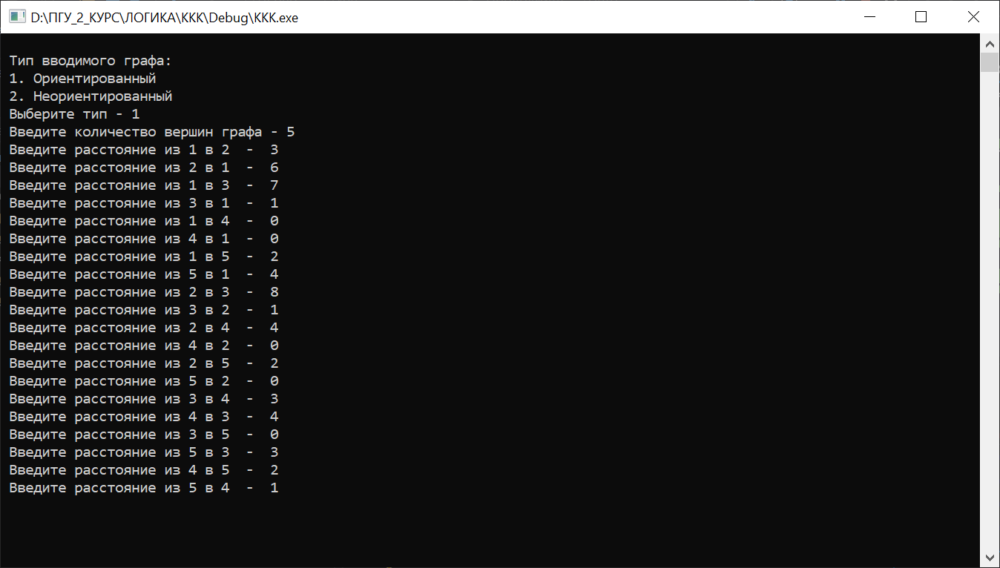 D:\ПГУ_2_КУРС\ЛОГИКА\ККК\Debug\ККК.exe
Тип вводимого графа:
1. Ориентированный
2. Неориентированный
Выберите тип - 1
Введите количество вершин графа - 5
Введите расстояние из 1 в 2  -  3
Введите расстояние из 2 в 1  -  6
Введите расстояние из 1 в 3  -  7
Введите расстояние из 3 в 1  -  1
Введите расстояние из 1 в 4  -  0
Введите расстояние из 4 в 1  -  0
Введите расстояние из 1 в 5  -  2
Введите расстояние из 5 в 1  -  4
Введите расстояние из 2 в 3  -  8
Введите расстояние из 3 в 2  -  1
Введите расстояние из 2 в 4  -  4
Введите расстояние из 4 в 2  -  0
Введите расстояние из 2 в 5  -  2
Введите расстояние из 5 в 2  -  0
Введите расстояние из 3 в 4  -  3
Введите расстояние из 4 в 3  -  4
Введите расстояние из 3 в 5  -  0
Введите расстояние из 5 в 3  -  3
Введите расстояние из 4 в 5  -  2
Введите расстояние из 5 в 4  -  1